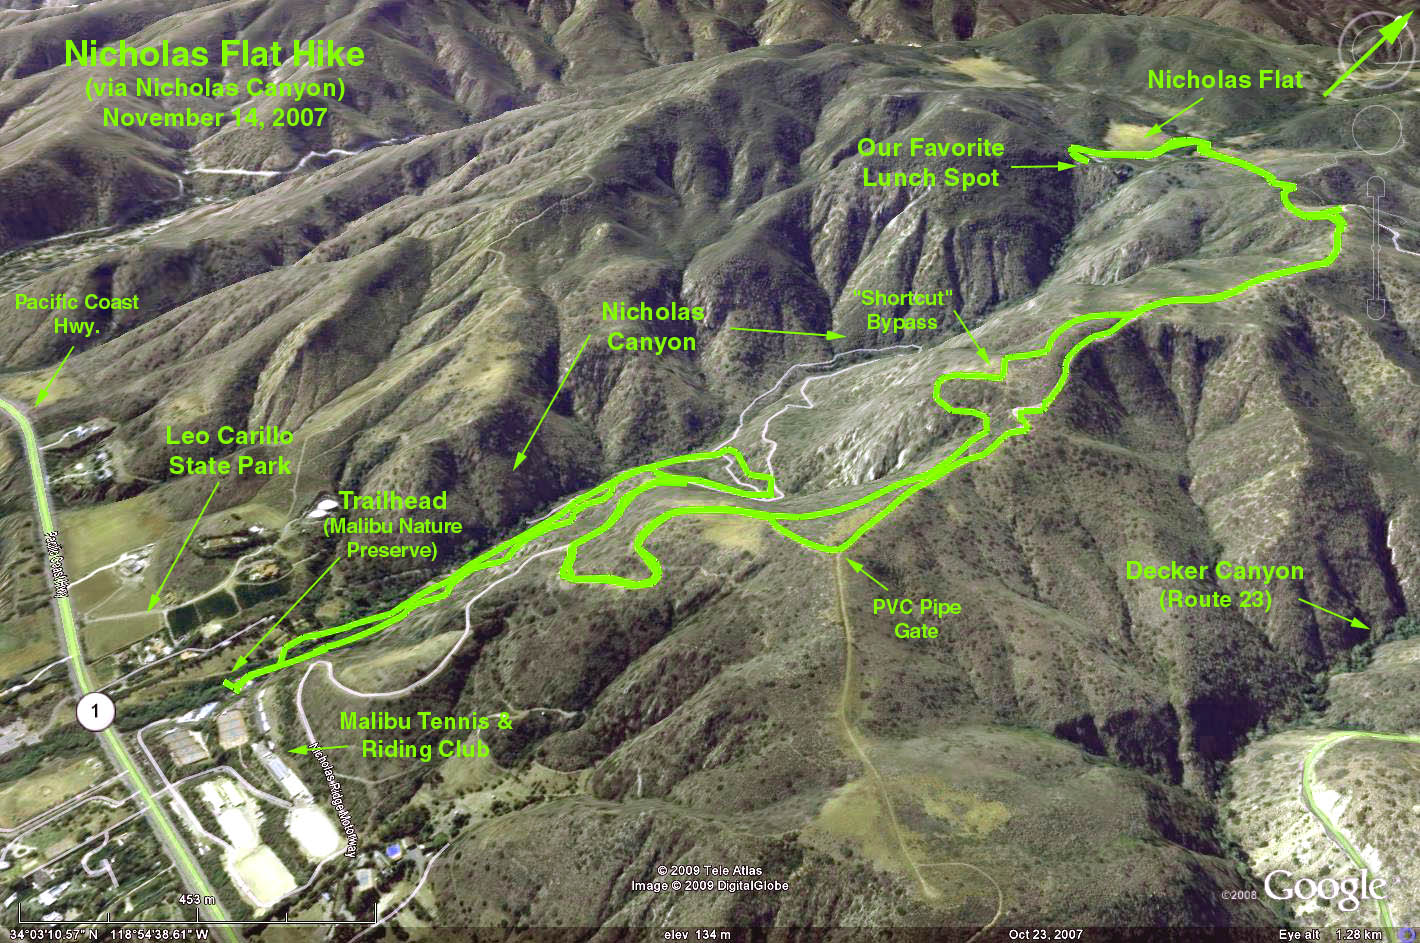 Nicholas Flat Hike
(via Nicholas Canyon)
November 14, 2007
Nicholas Flat
Our Favorite
Lunch Spot
Pacific Coast
Hwy.
"Shortcut"
Bypass
Nicholas
Canyon
Leo Carillo
State Park
Trailhead
(Malibu Nature
Preserve)
Decker Canyon
(Route 23)
PVC Pipe
Gate
1
Malibu Tennis &
Riding Club
Nicholas Ridge Motorway
© 2009 Tele Atlas
Image © 2009 DigitalGlobe
©2008 Google
453 m
34°03'10.57" N 118°54'38.61" W
elev 134 m
Oct 23, 2007
Eye alt 1.28 km